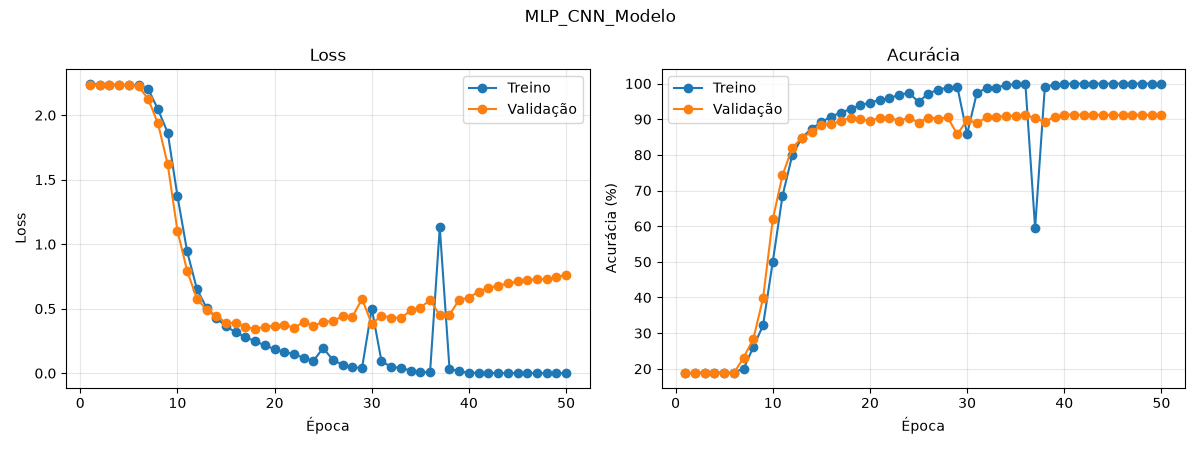 MLP_CNN_Modelo
Loss
Treino
Validação
2.0
1.5
1.0
0.5
0.0
Loss
0 10 20 30 40 50
Época
Acurácia
Treino
Validação
100
90
80
70
60
50
40
30
20
Acurácia (%)
0 10 20 30 40 50
Época